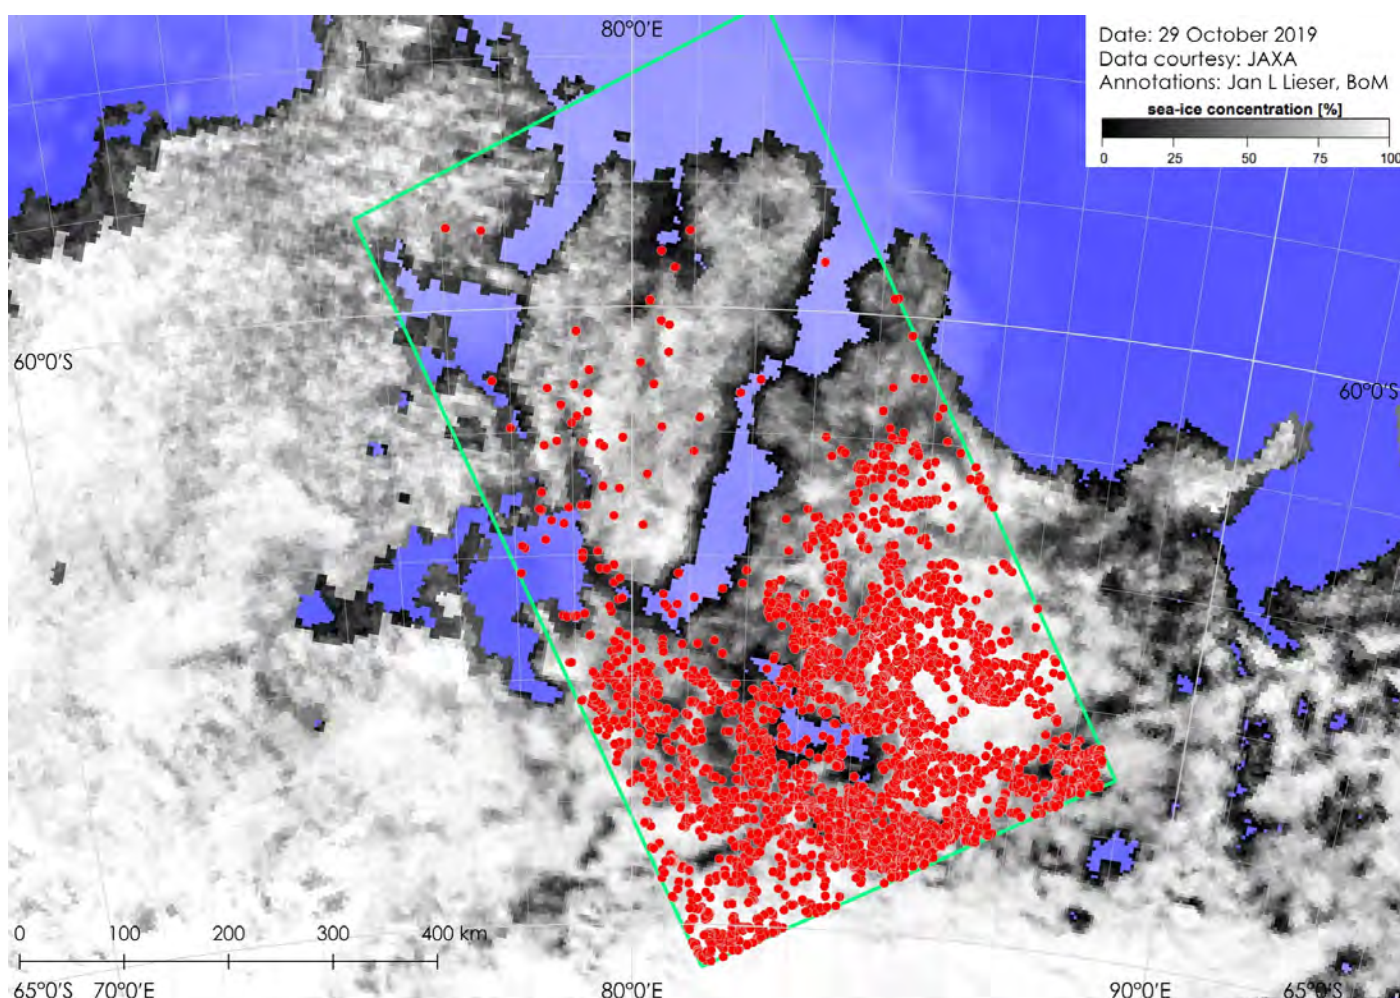 80°0'E
Date: 29 October 2019
Data courtesy: JAXA
Annotations: Jan L Lieser, BoM
sea-ice concentration [%]
0 25 50 75 100
60°0'S
60°0'S
0 100 200 300 400 km
65°0'S 70°0'E 80°0'E 90°0'E 65°0'S